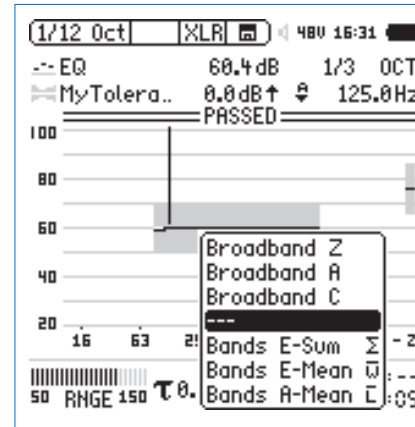 1/12 Oct XLR 48V 16:31
EQ 60.4dB 1/3 OCT
MyTolera.. 0.0dB↑ 125.0Hz
PASSED
100
80
60
Broadband Z
Broadband A
40
Broadband C
20
---
16 63
Bands E-Sum Σ
Bands E-Mean
50 RNGE 150 τ 0.
Bands A-Mean
:09